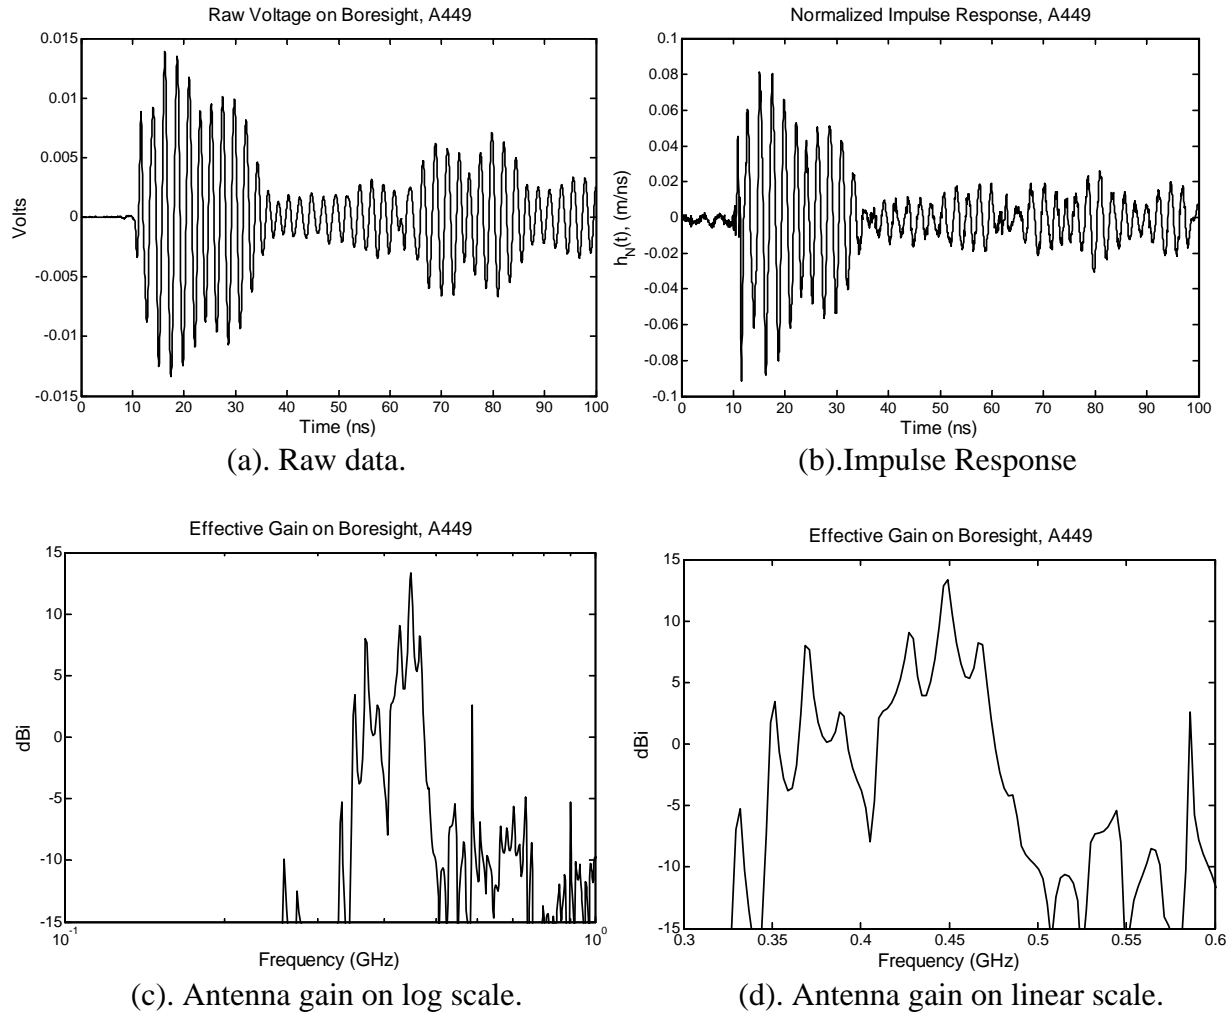 Raw Voltage on Boresight, A449
0.015
0.01
0.005
0
-0.005
-0.01
-0.015
Volts
0 10 20 30 40 50 60 70 80 90 100
Time (ns)
(a). Raw data.
Normalized Impulse Response, A449
0.1
0.08
0.06
0.04
0.02
0
-0.02
-0.04
-0.06
-0.08
-0.1
h_N(t), (m/ns)
0 10 20 30 40 50 60 70 80 90 100
Time (ns)
(b).Impulse Response
Effective Gain on Boresight, A449
15
10
5
0
-5
-10
-15
dBi
10^-1 10^0
Frequency (GHz)
(c). Antenna gain on log scale.
Effective Gain on Boresight, A449
15
10
5
0
-5
-10
-15
dBi
0.3 0.35 0.4 0.45 0.5 0.55 0.6
Frequency (GHz)
(d). Antenna gain on linear scale.